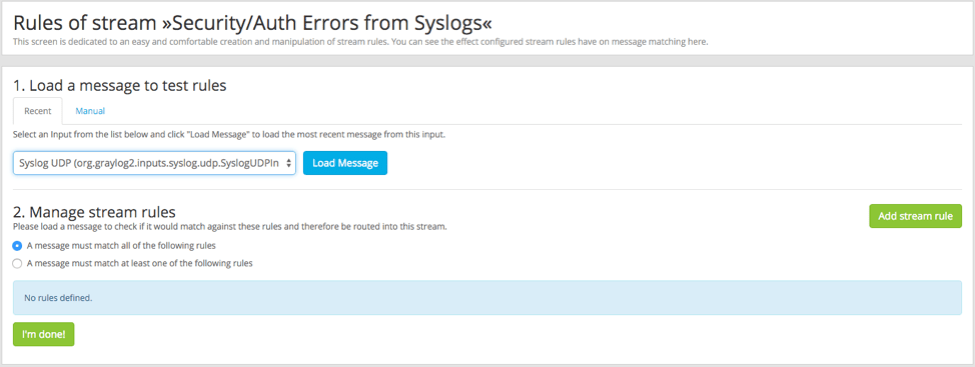 Rules of stream »Security/Auth Errors from Syslogs«
This screen is dedicated to an easy and comfortable creation and manipulation of stream rules. You can see the effect configured stream rules have on message matching here.
1. Load a message to test rules
Recent Manual
Select an Input from the list below and click "Load Message" to load the most recent message from this input.
Syslog UDP (org.graylog2.inputs.syslog.udp.SyslogUDPIn Load Message
2. Manage stream rules
Add stream rule
Please load a message to check if it would match against these rules and therefore be routed into this stream.
A message must match all of the following rules
A message must match at least one of the following rules
No rules defined.
I'm done!